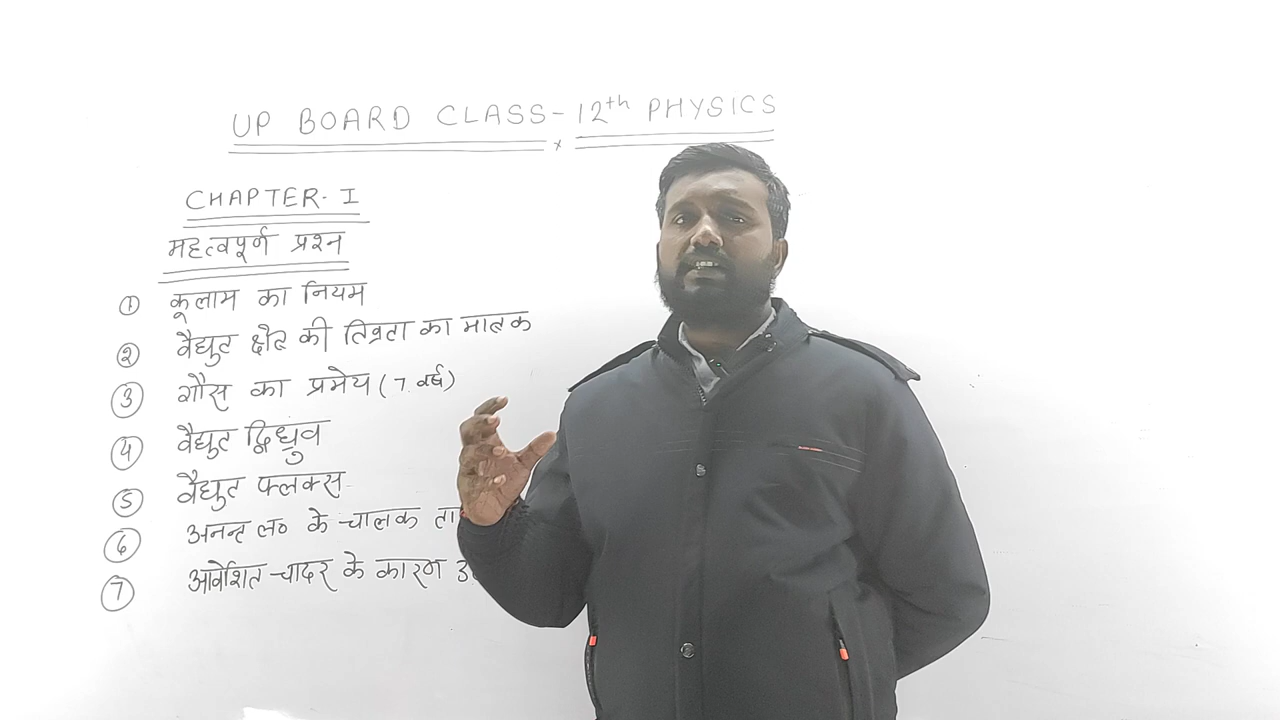 UP BOARD CLASS-12th PHYSICS
x
CHAPTER-I
महत्वपूर्ण प्रश्न
① कूलाम का नियम
② वैद्युत क्षेत्र की तिव्रता का मात्रक
③ गौस का प्रमेय (7. वर्ष)
④ वैद्युत द्विध्रुव
⑤ वैद्युत फ्लक्स
⑥ अनन्त ल० के चालक
⑦ आवेशित चादर के कारण